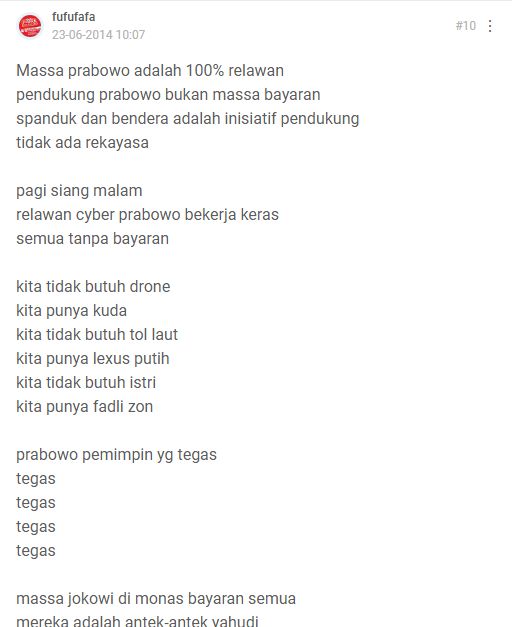 fufufafa
23-06-2014 10:07
#10
Massa prabowo adalah 100% relawan
pendukung prabowo bukan massa bayaran
spanduk dan bendera adalah inisiatif pendukung
tidak ada rekayasa
pagi siang malam
relawan cyber prabowo bekerja keras
semua tanpa bayaran
kita tidak butuh drone
kita punya kuda
kita tidak butuh tol laut
kita punya lexus putih
kita tidak butuh istri
kita punya fadli zon
prabowo pemimpin yg tegas
tegas
tegas
tegas
tegas
massa jokowi di monas bayaran semua
mereka adalah antek-antek yahudi